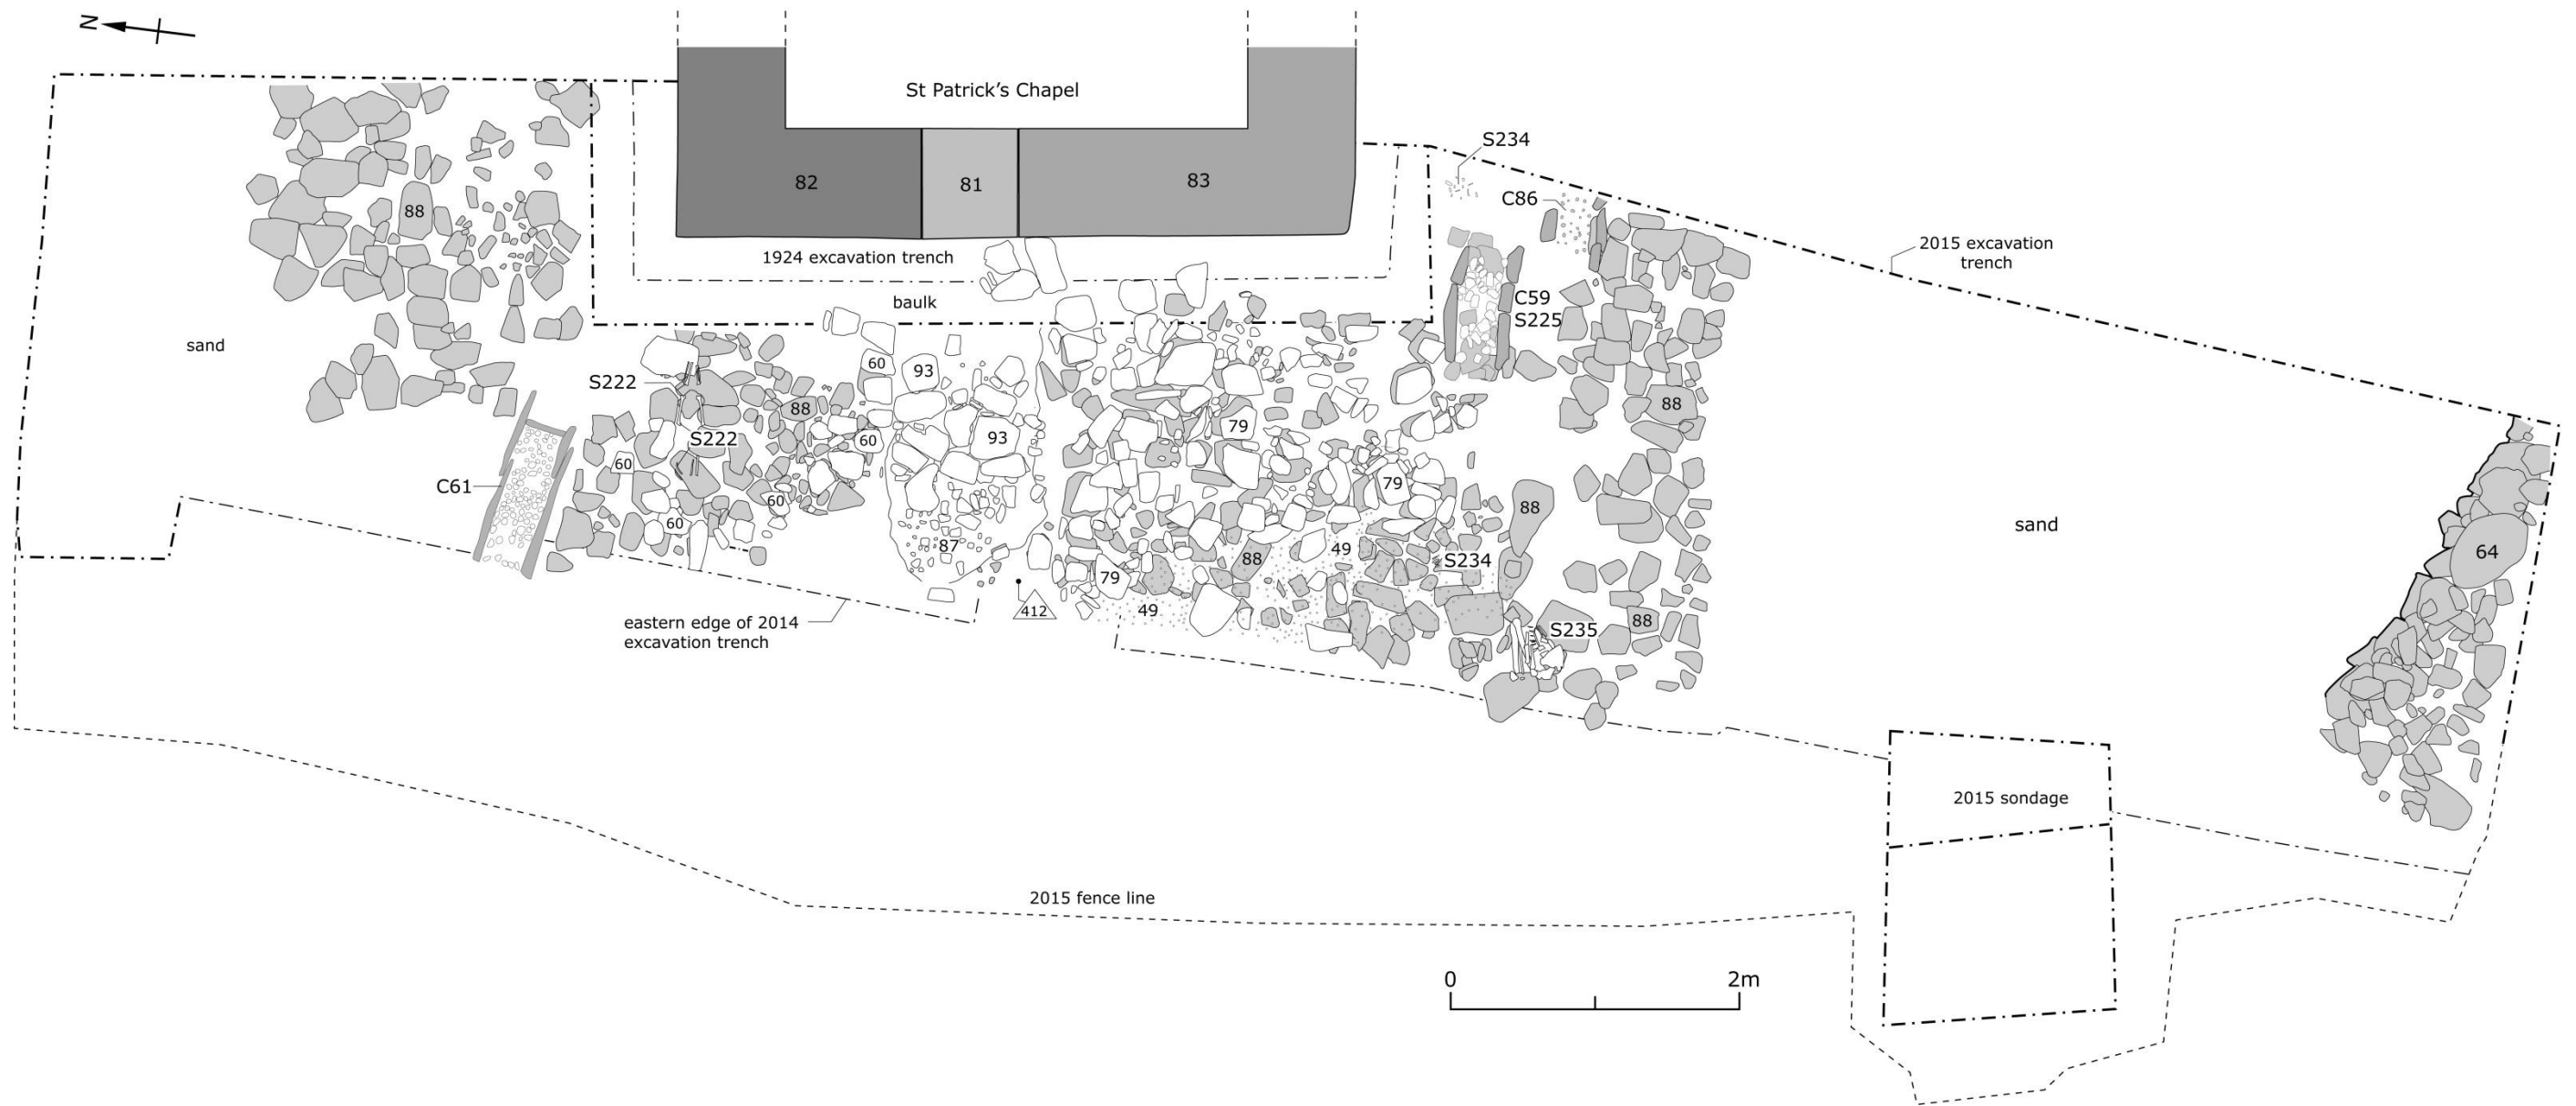 N
St Patrick's Chapel
82
81
83
1924 excavation trench
baulk
S234
C86
2015 excavation
trench
88
sand
C59
S225
S222
88
60
93
S222
60
93
60
60
60
C61
87
412
eastern edge of 2014
excavation trench
79
79
88
49
79
49
S234
88
88
S235
88
sand
64
2015 sondage
2015 fence line
0
2m